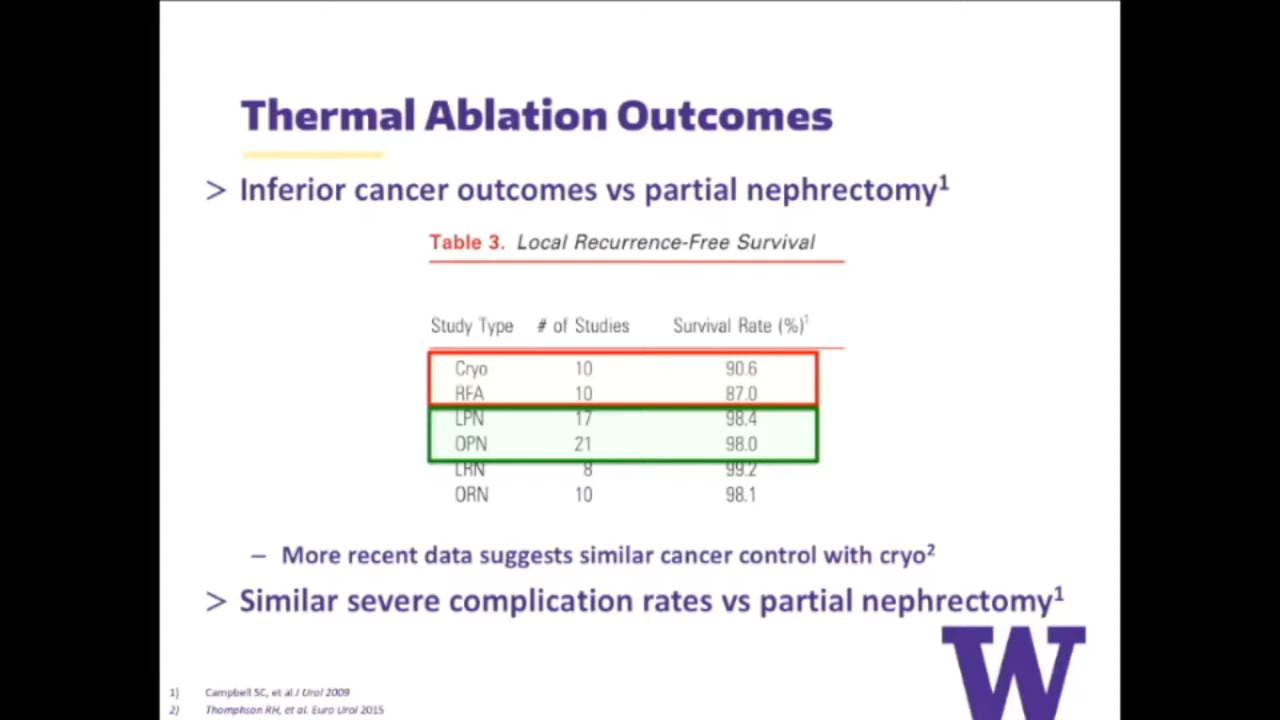 Thermal Ablation Outcomes
> Inferior cancer outcomes vs partial nephrectomy1
Table 3. Local Recurrence-Free Survival
Study Type # of Studies Survival Rate (%)1
Cryo 10 90.6
RFA 10 87.0
LPN 17 98.4
OPN 21 98.0
LRN 8 99.2
ORN 10 98.1
– More recent data suggests similar cancer control with cryo2
> Similar severe complication rates vs partial nephrectomy1
W
1) Campbell SC, et al J Urol 2009
2) Thomphson RH, et al. Euro Urol 2015